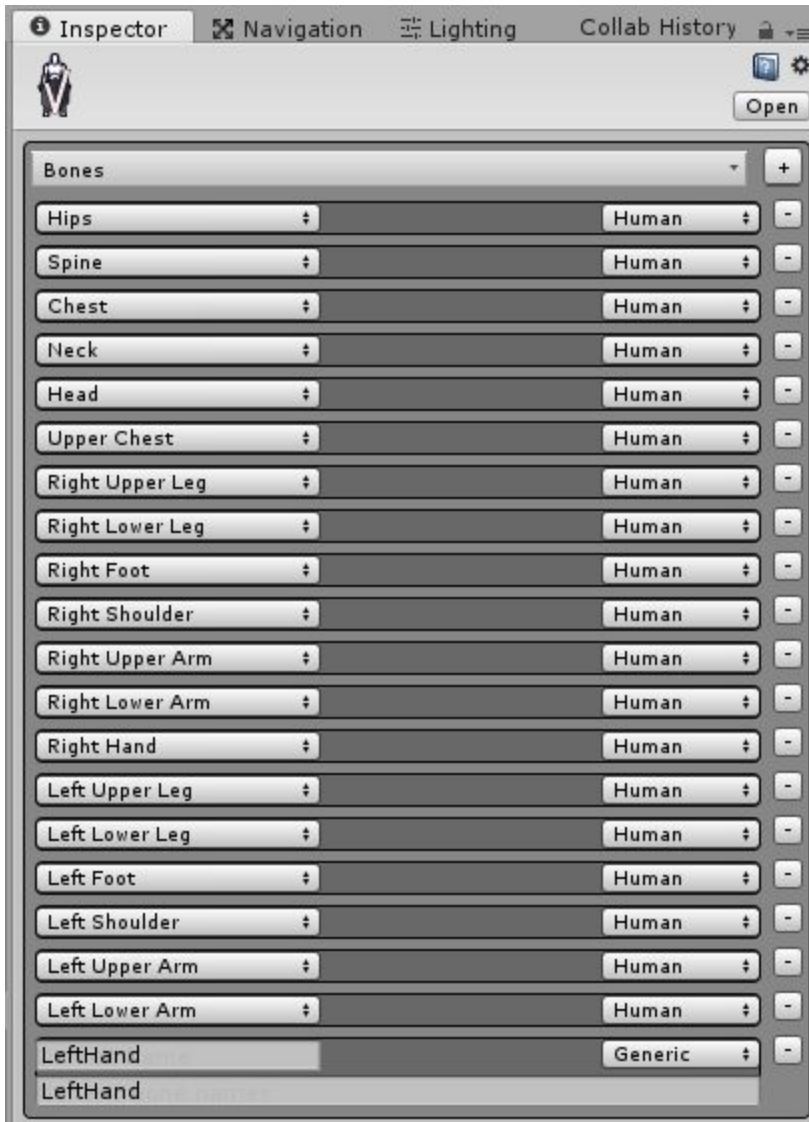 Inspector Navigation Lighting Collab History
Open
Bones +
Hips Human -
Spine Human -
Chest Human -
Neck Human -
Head Human -
Upper Chest Human -
Right Upper Leg Human -
Right Lower Leg Human -
Right Foot Human -
Right Shoulder Human -
Right Upper Arm Human -
Right Lower Arm Human -
Right Hand Human -
Left Upper Leg Human -
Left Lower Leg Human -
Left Foot Human -
Left Shoulder Human -
Left Upper Arm Human -
Left Lower Arm Human -
LeftHand Generic -
LeftHand